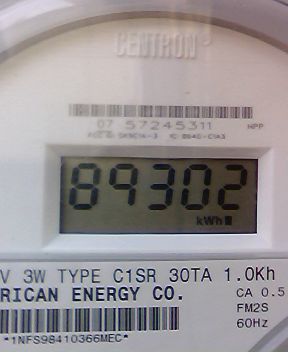 CENTRON®
07 57245311 HPP
89302
kWh
V 3W TYPE C1SR 30TA 1.0Kh
RICAN ENERGY CO. CA 0.5
FM2S
60Hz
*1NFS98410366MEC*